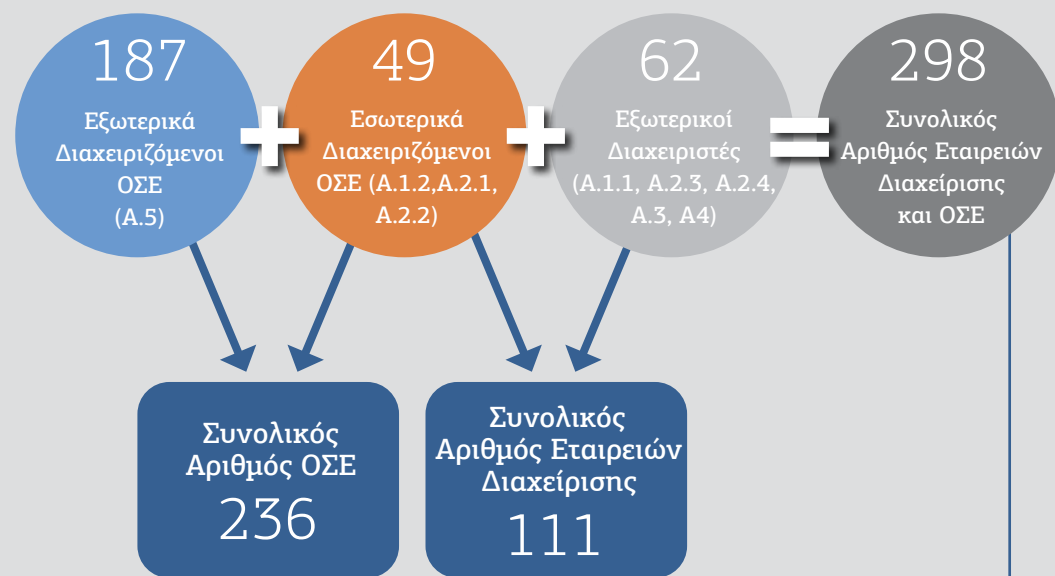 187
Εξωτερικά
Διαχειριζόμενοι
ΟΣΕ
(Α.5)
+
49
Εσωτερικά
Διαχειριζόμενοι
ΟΣΕ (Α.1.2,Α.2.1,
Α.2.2)
+
62
Εξωτερικοί
Διαχειριστές
(Α.1.1, Α.2.3, Α.2.4,
Α.3, Α4)
=
298
Συνολικός
Αριθμός Εταιρειών
Διαχείρισης
και ΟΣΕ
Συνολικός
Αριθμός ΟΣΕ
236
Συνολικός
Αριθμός Εταιρειών
Διαχείρισης
111